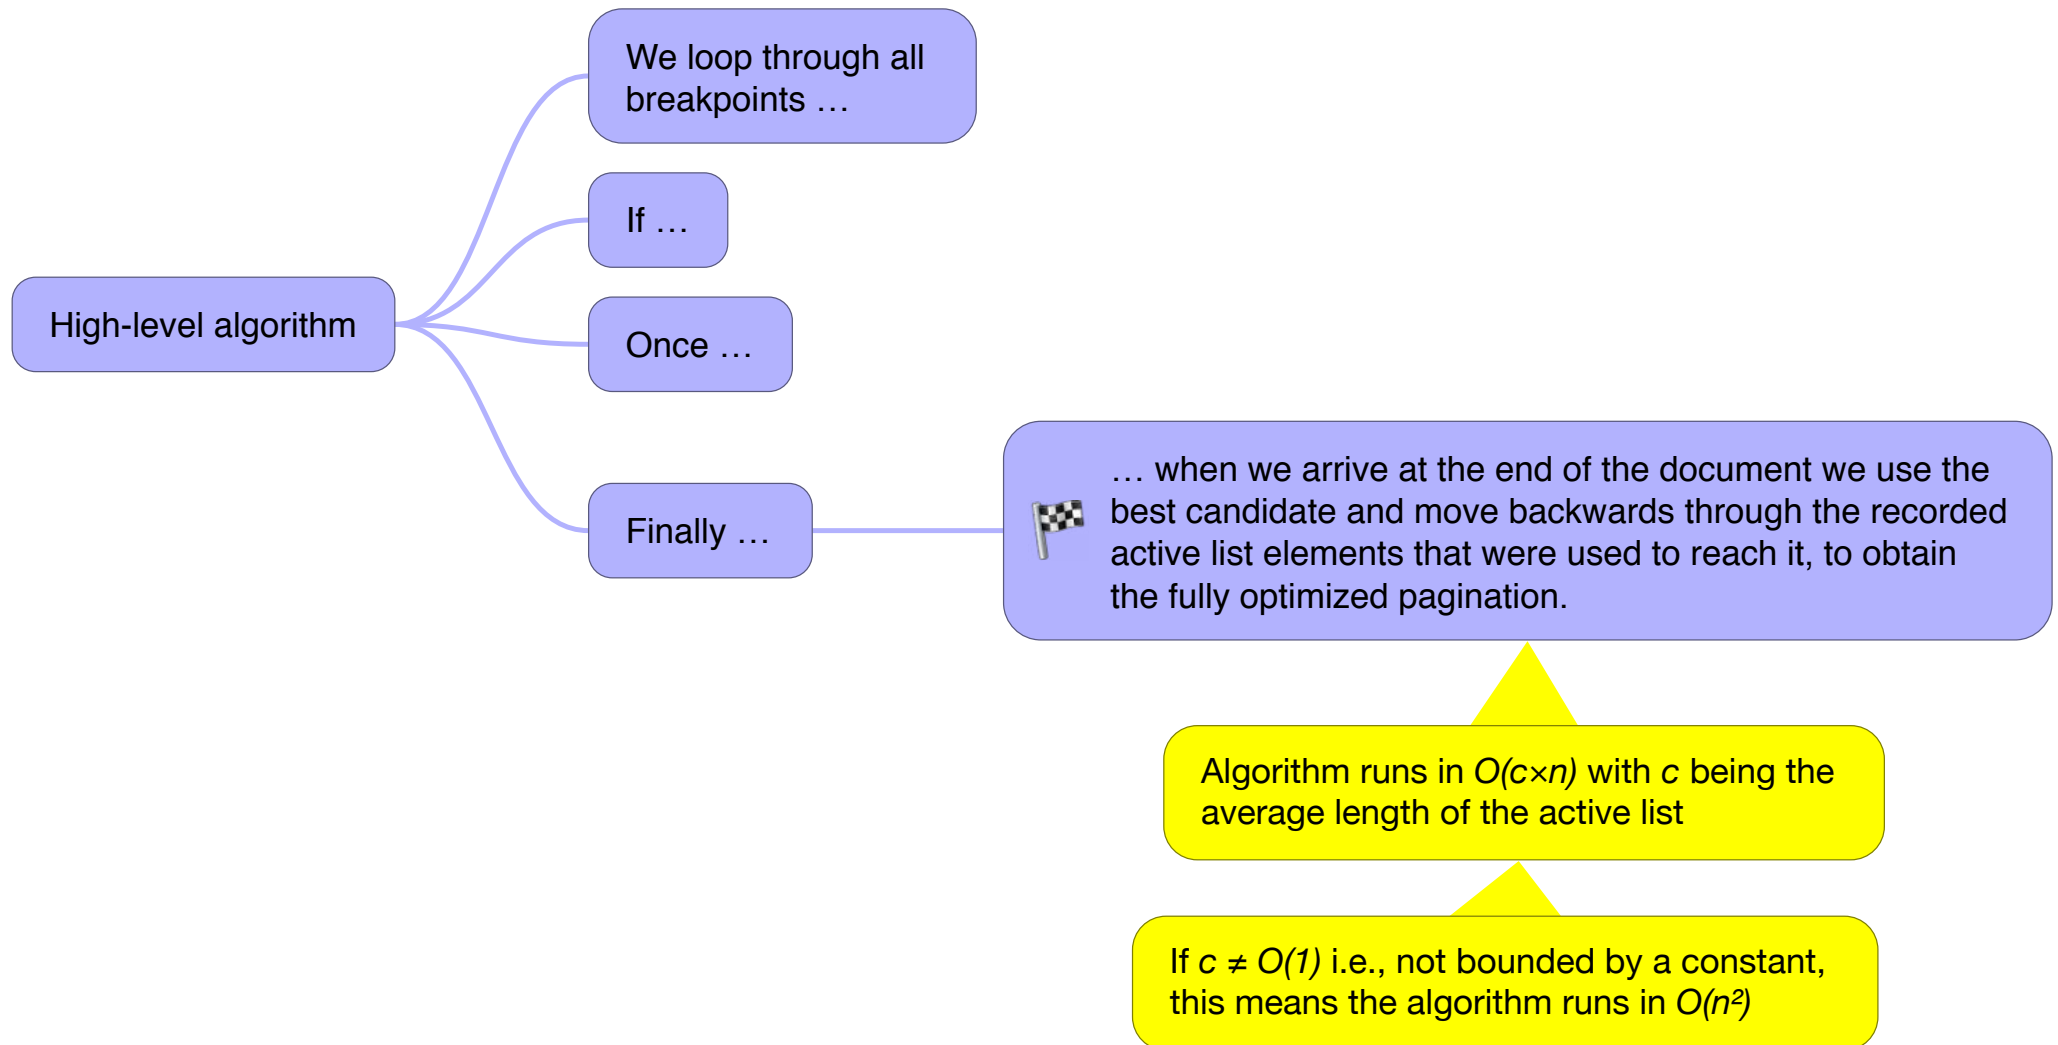 We loop through all
breakpoints …
If …
High-level algorithm
Once …
Finally …
… when we arrive at the end of the document we use the
best candidate and move backwards through the recorded
active list elements that were used to reach it, to obtain
the fully optimized pagination.
Algorithm runs in O(c×n) with c being the
average length of the active list
If c ≠ O(1) i.e., not bounded by a constant,
this means the algorithm runs in O(n²)